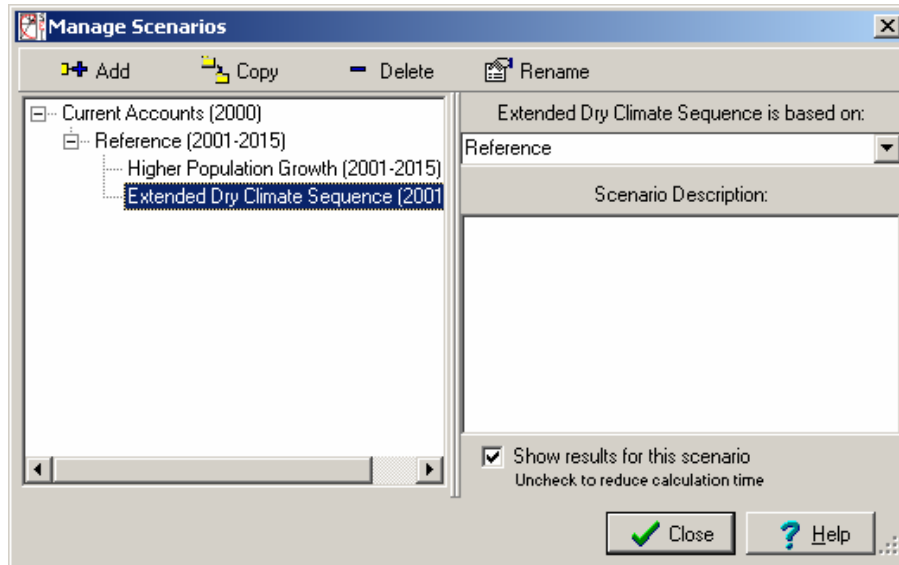 Manage Scenarios
Add Copy Delete Rename
Current Accounts (2000)
Reference (2001-2015)
Higher Population Growth (2001-2015)
Extended Dry Climate Sequence (2001
Extended Dry Climate Sequence is based on:
Reference
Scenario Description:
Show results for this scenario
Uncheck to reduce calculation time
Close Help